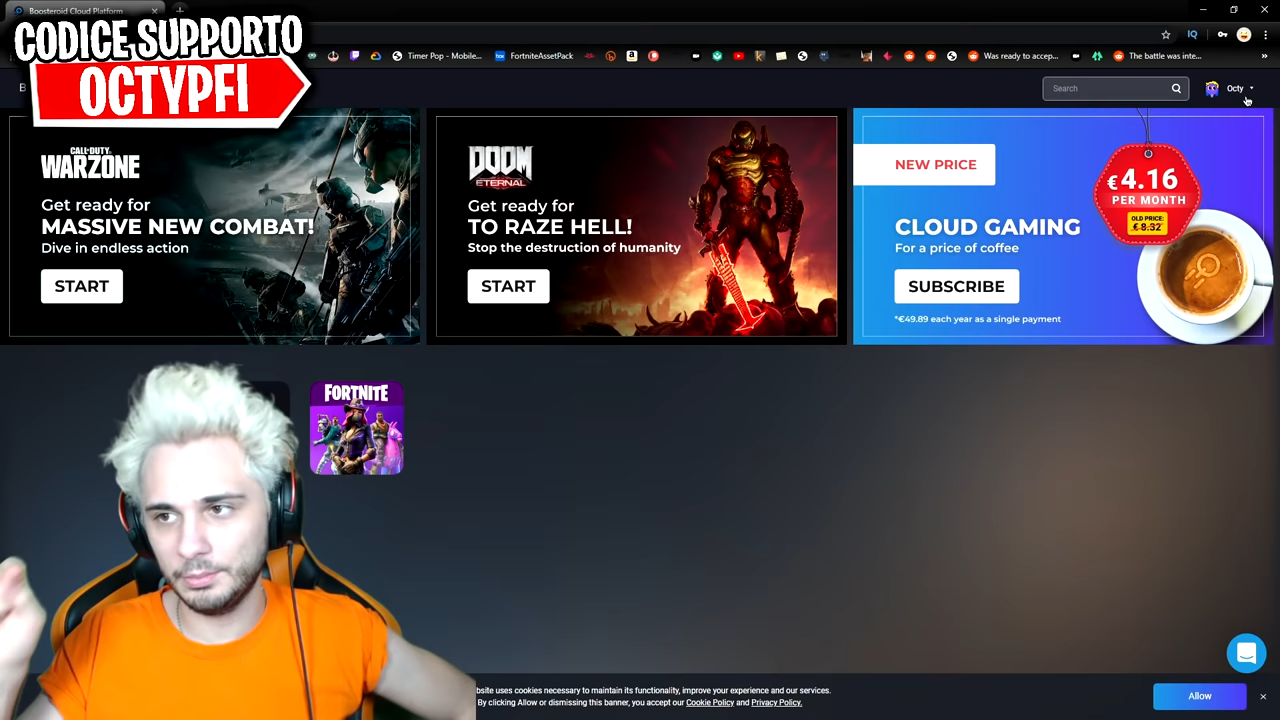 Boosteroid Cloud Platform
CODICE SUPPORTO
OCTYPFI
Timer Pop - Mobile...
FortniteAssetPack
Was ready to accep...
The battle was inte...
Search
Octy
CALL·DUTY
WARZONE
Get ready for
MASSIVE NEW COMBAT!
Dive in endless action
START
DOOM
ETERNAL
Get ready for
TO RAZE HELL!
Stop the destruction of humanity
START
NEW PRICE
€4.16
PER MONTH
OLD PRICE:
€ 8.32
CLOUD GAMING
For a price of coffee
SUBSCRIBE
*€49.89 each year as a single payment
FORTNITE
uses cookies necessary to maintain its functionality, improve your experience and our services.
By clicking Allow or dismissing this banner, you accept our Cookie Policy and Privacy Policy.
Allow